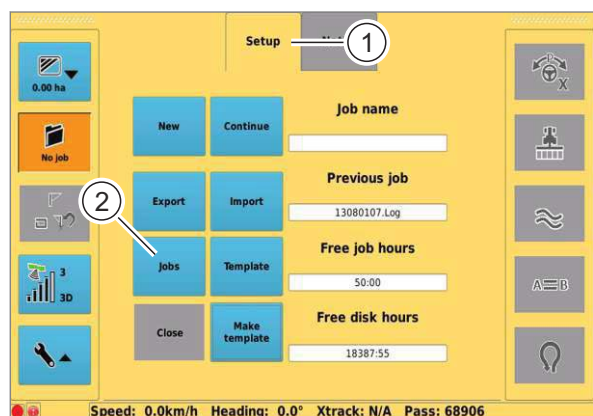 Setup
1
0.00 ha
X
New
Continue
Job name
No job
Previous job
Export
Import
13080107.Log
2
Free job hours
Jobs
Template
50:00
3
3D
A=B
Free disk hours
Close
Make
template
18387:55
Speed: 0.0km/h Heading: 0.0° Xtrack: N/A Pass: 68906